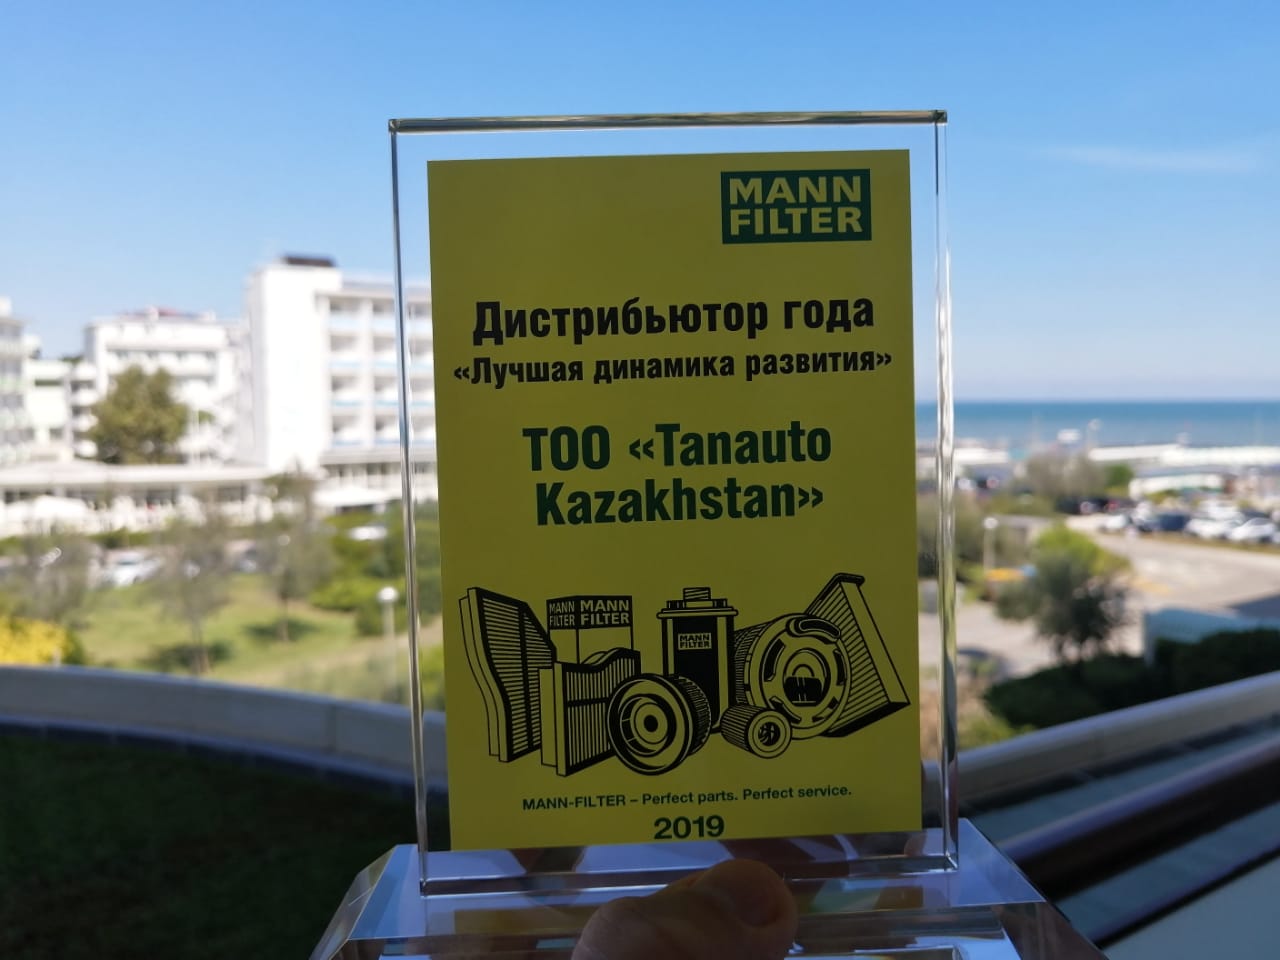 MANN
FILTER
Дистрибьютор года
«Лучшая динамика развития»
ТОО «Tanauto
Kazakhstan»
MANN MANN
FILTER FILTER
MANN
FILTER
MANN-FILTER – Perfect parts. Perfect service.
2019